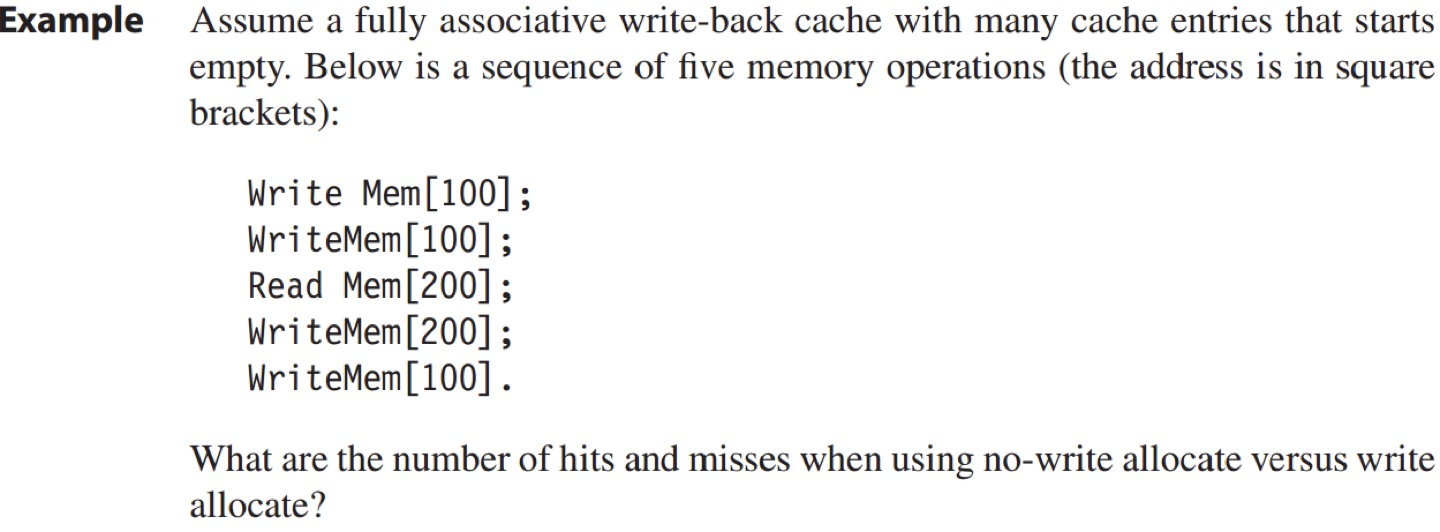 Example Assume a fully associative write-back cache with many cache entries that starts
empty. Below is a sequence of five memory operations (the address is in square
brackets):
Write Mem[100];
WriteMem[100];
Read Mem[200];
WriteMem[200];
WriteMem[100].
What are the number of hits and misses when using no-write allocate versus write
allocate?